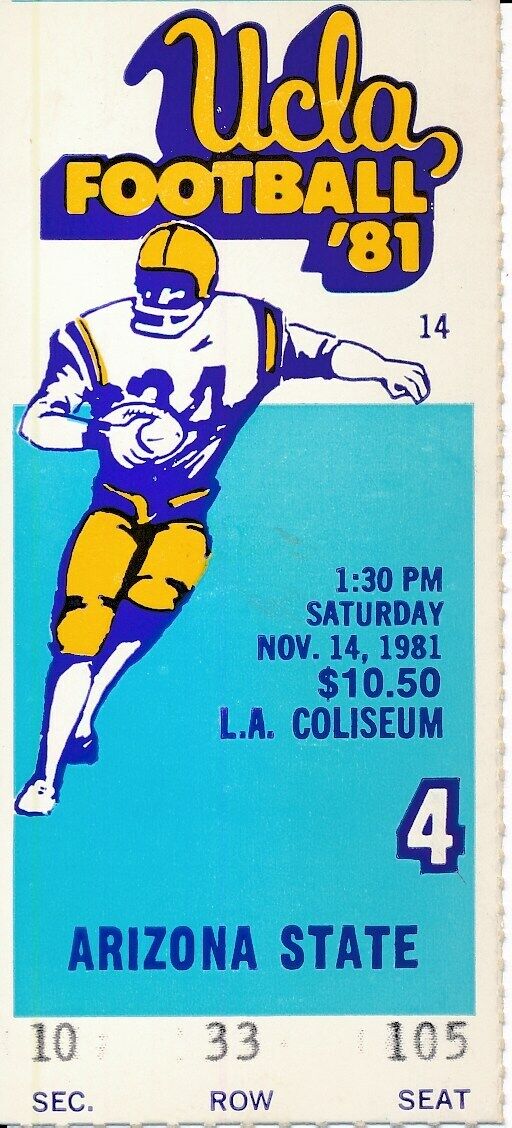 Ucla
FOOTBALL
'81
14
34
1:30 PM
SATURDAY
NOV. 14, 1981
$10.50
L.A. COLISEUM
4
ARIZONA STATE
10 33 105
SEC. ROW SEAT